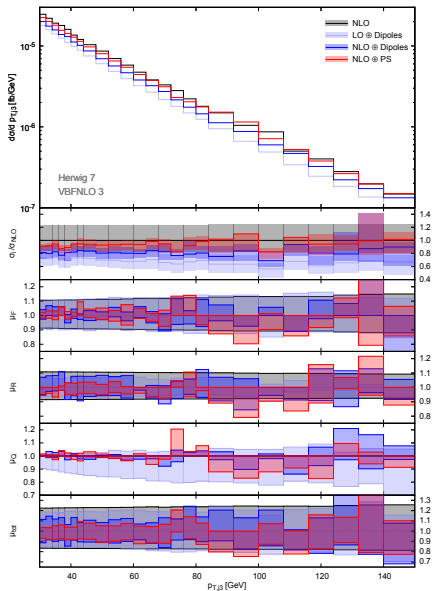 NLO
LO ⊕ Dipoles
NLO ⊕ Dipoles
NLO ⊕ PS
dσ/d p_T,j3 [fb/GeV]
10^-5
10^-6
10^-7
Herwig 7
VBFNLO 3
σ_i/σ_NLO
1.4
1.2
1.0
0.8
0.6
0.4
μ_F
1.2
1.1
1.0
0.9
0.8
μ_R
1.2
1.1
1.0
0.9
0.8
μ_Q
1.2
1.1
1.0
0.9
0.8
0.7
μ_tot
1.3
1.2
1.1
1.0
0.9
0.8
0.7
40 60 80 100 120 140
p_T,j3 [GeV]